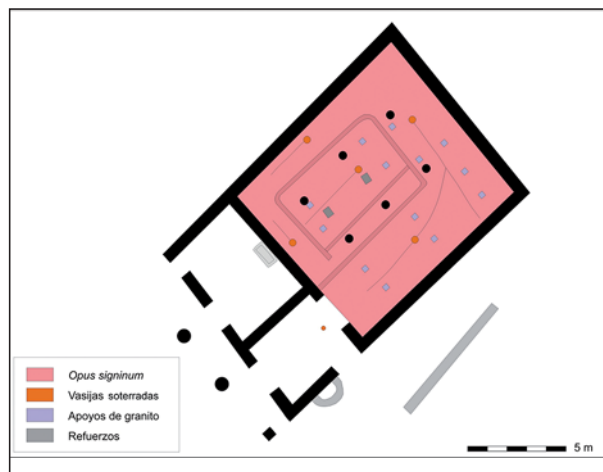 Opus signinum
Vasijas soterradas
Apoyos de granito
Refuerzos
5 m